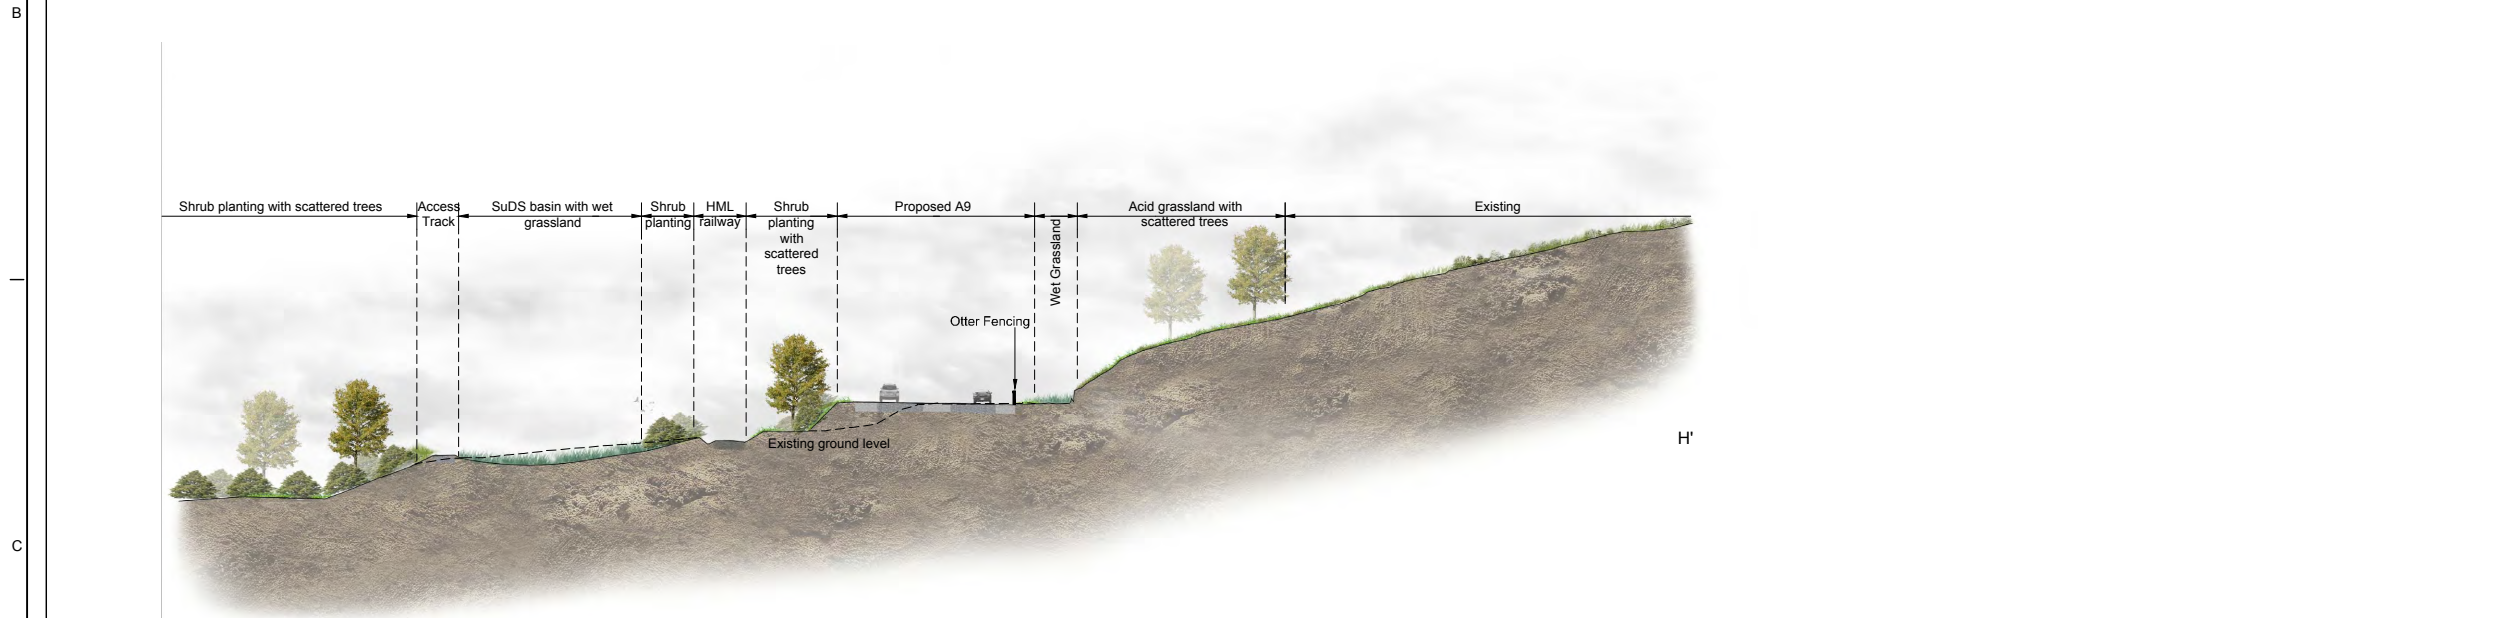 B
Shrub planting with scattered trees
Access
Track
SuDS basin with wet
grassland
Shrub
planting
HML
railway
Shrub
planting
with
scattered
trees
Proposed A9
Wet Grassland
Acid grassland with
scattered trees
Existing
Otter Fencing
Existing ground level
H'
C